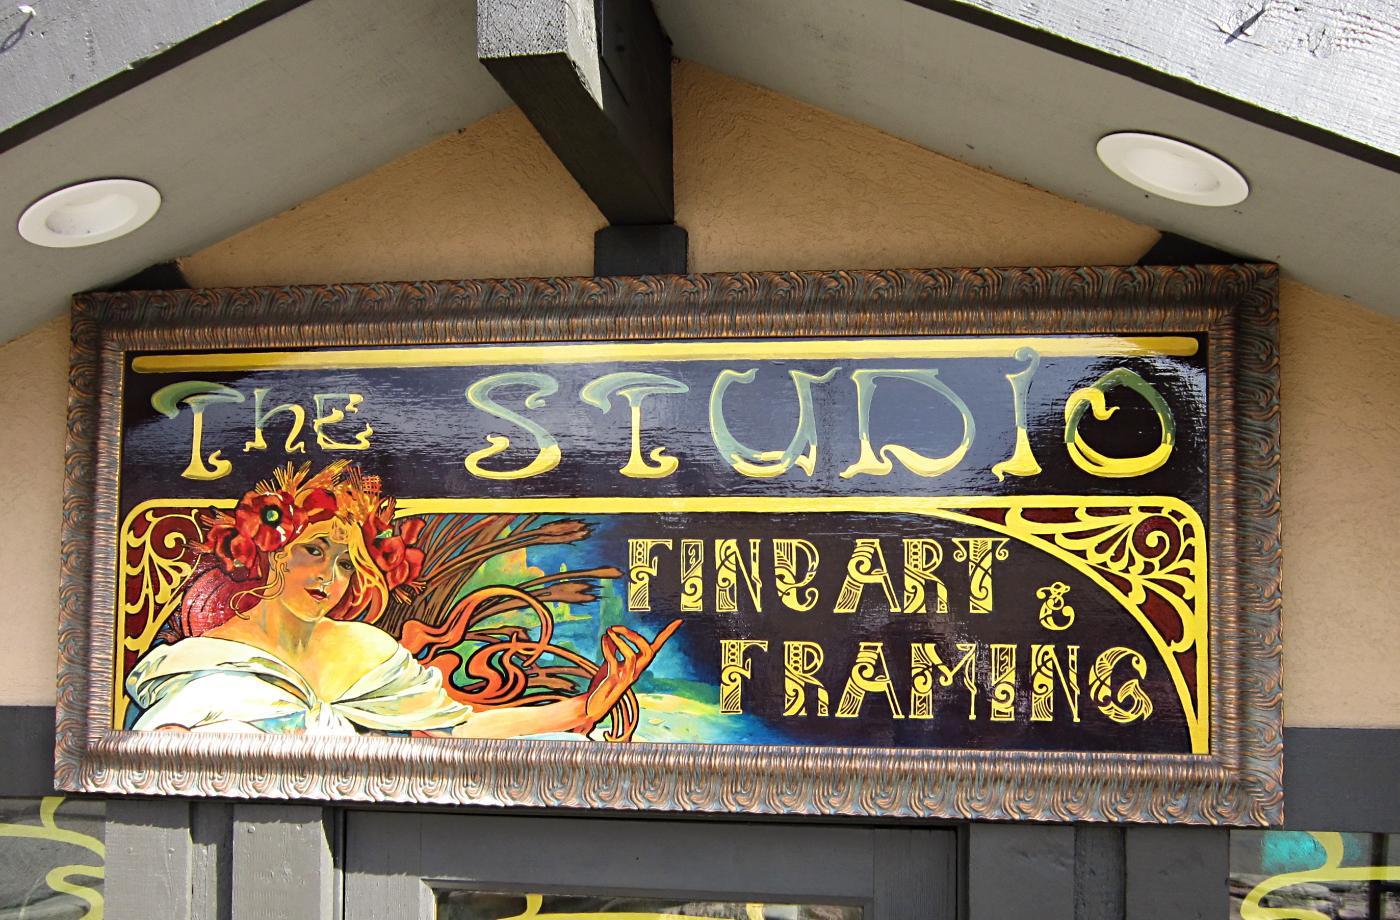 The STUDiO
FINE ART &
FRAMING